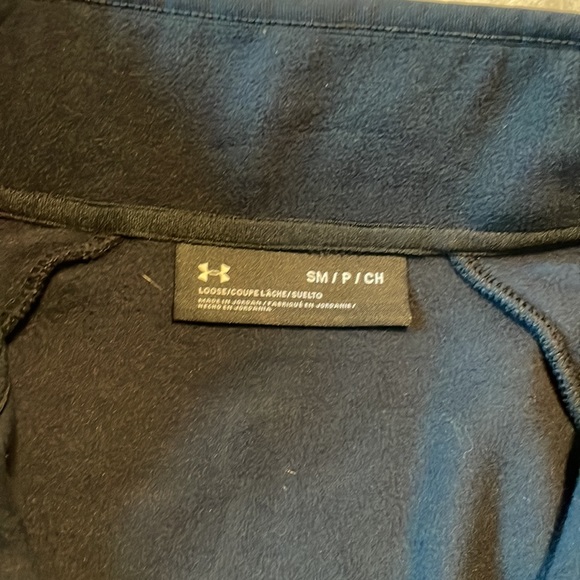 SM / P / CH
LOOSE/COUPE LÂCHE/SUELTO
MADE IN JORDAN / FABRIQUÉ EN JORDANIE /
HECHO EN JORDANIA